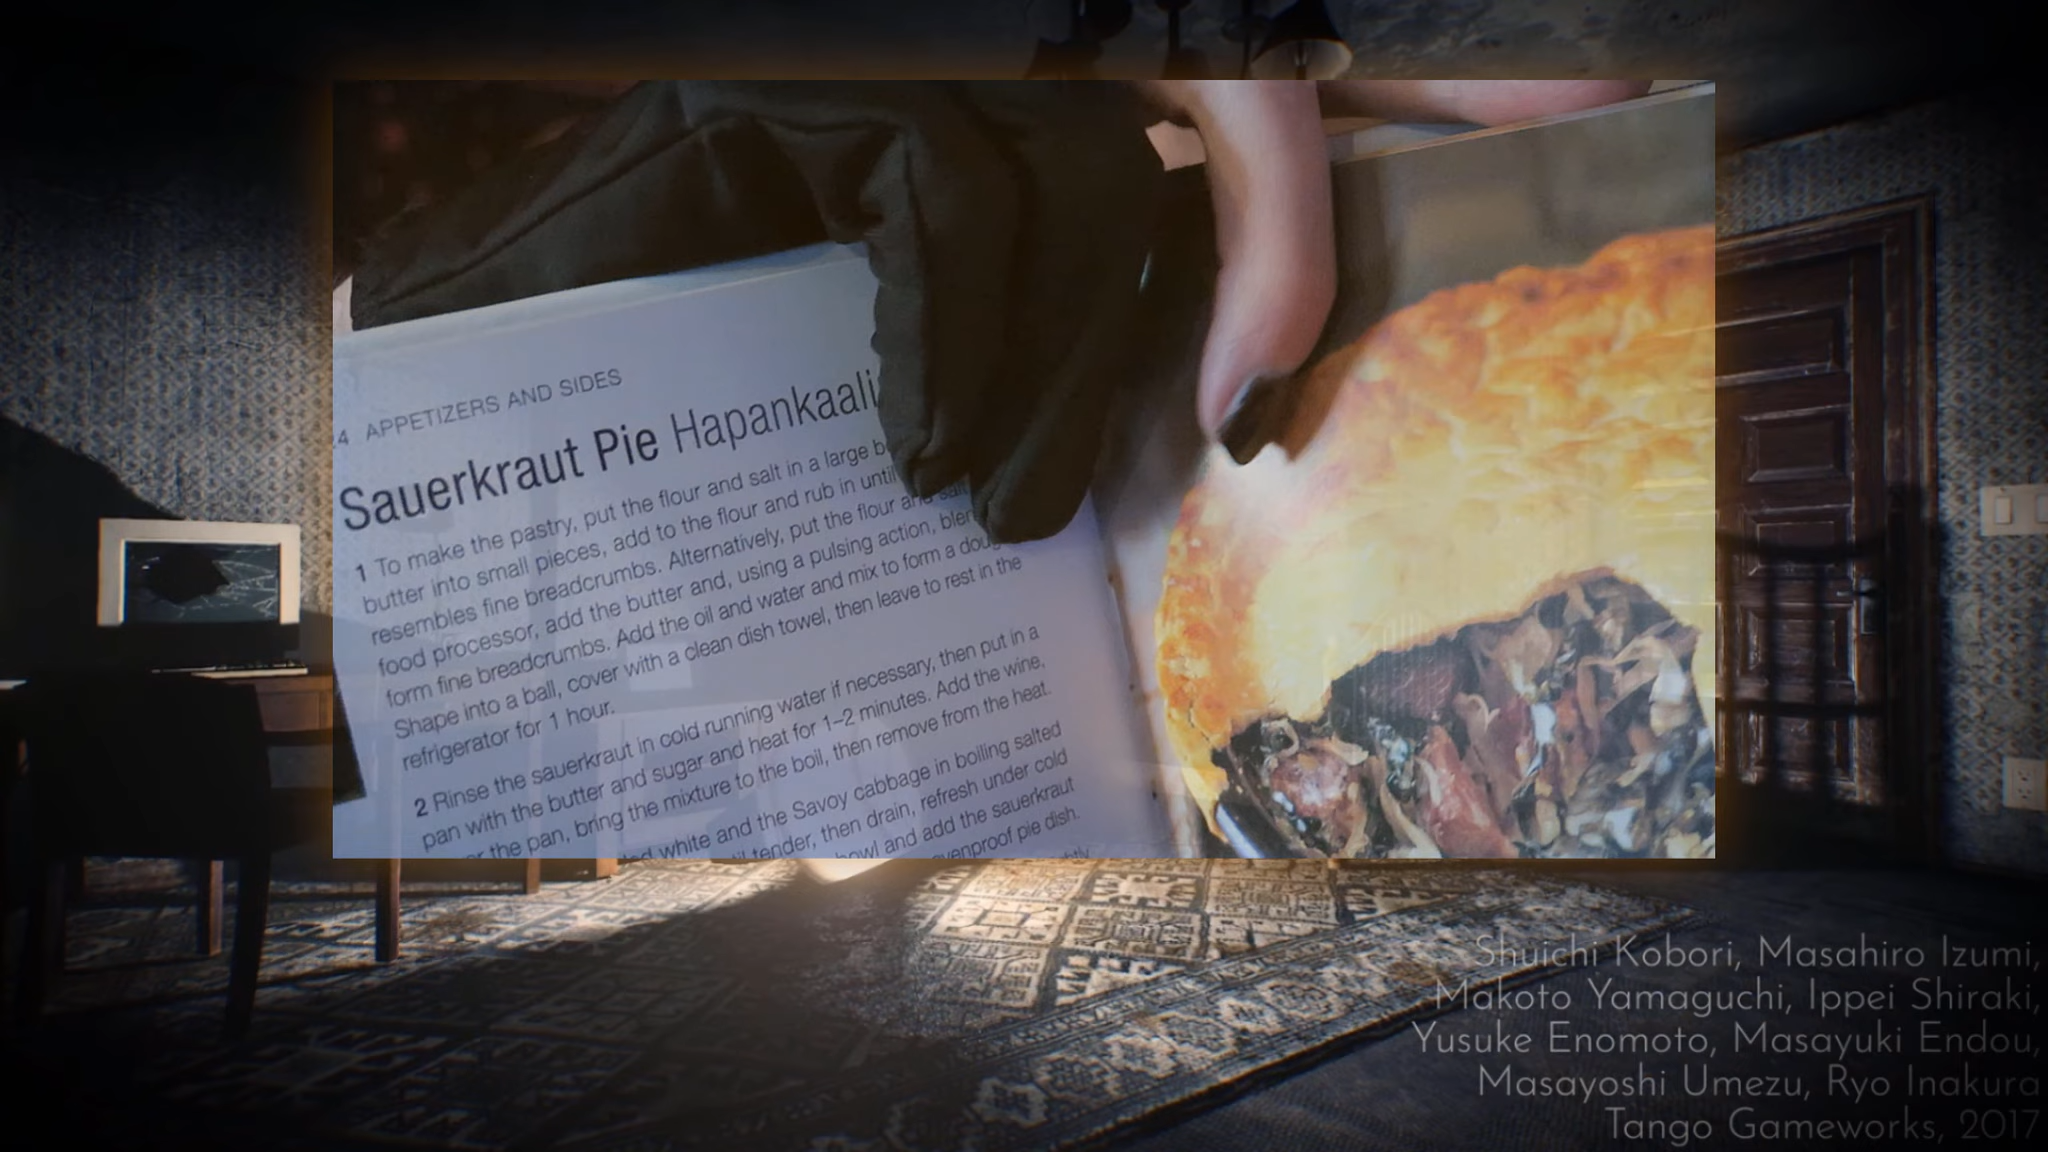 .4 APPETIZERS AND SIDES
Sauerkraut Pie Hapankaali
1 To make the pastry, put the flour and salt in a large
butter into small pieces, add to the flour and rub in until
resembles fine breadcrumbs. Alternatively, put the flour and salt
food processor, add the butter and, using a pulsing action,
form fine breadcrumbs. Add the oil and water and mix to form a
Shape into a ball, cover with a clean dish towel, then leave to rest in the
refrigerator for 1 hour.
2 Rinse the sauerkraut in cold running water if necessary, then put in a
pan with the butter and sugar and heat for 1–2 minutes. Add the wine,
the pan, bring the mixture to the boil, then remove from the heat.
white and the Savoy cabbage in boiling salted
tender, then drain, refresh under cold
bowl and add the sauerkraut
ovenproof pie dish.
Shuichi Kobori, Masahiro Izumi,
Makoto Yamaguchi, Ippei Shiraki,
Yusuke Enomoto, Masayuki Endou,
Masayoshi Umezu, Ryo Inakura
Tango Gameworks, 2017